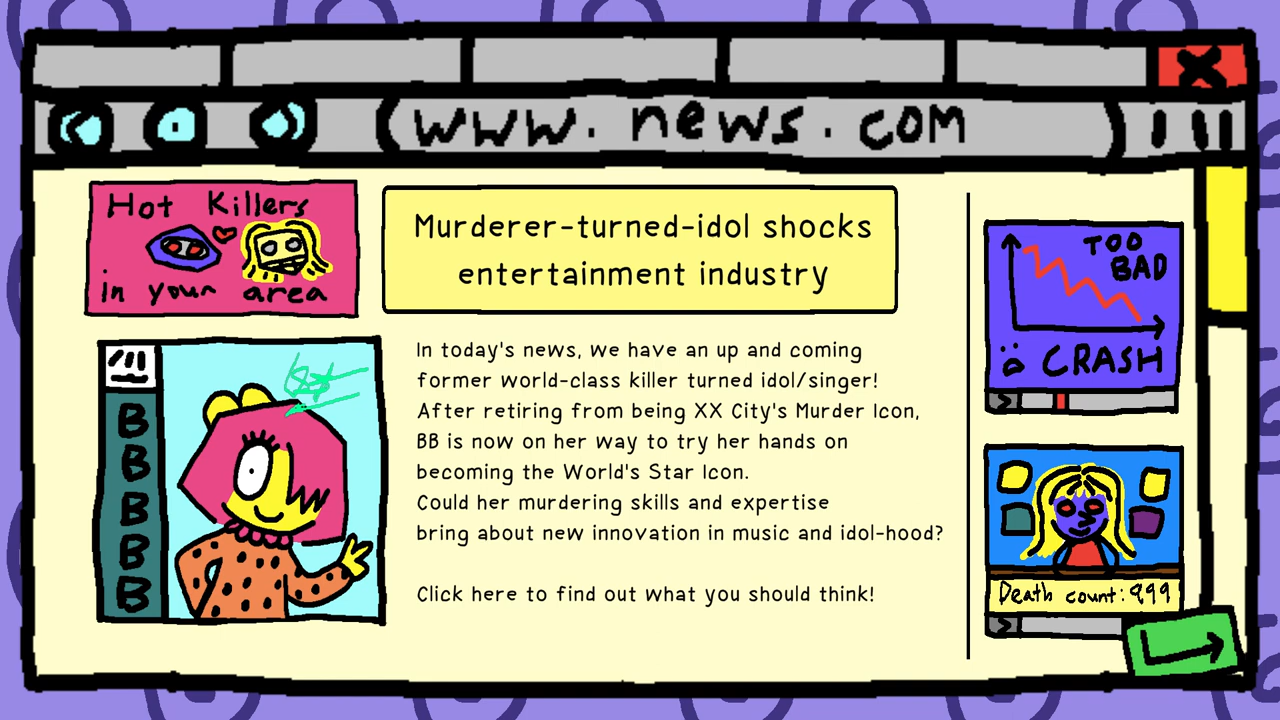 www.news.com
Hot Killers
in your area
Murderer-turned-idol shocks
entertainment industry
B
B
B
B
B
In today's news, we have an up and coming
former world-class killer turned idol/singer!
After retiring from being XX City's Murder Icon,
BB is now on her way to try her hands on
becoming the World's Star Icon.
Could her murdering skills and expertise
bring about new innovation in music and idol-hood?
Click here to find out what you should think!
TOO
BAD
CRASH
Death count: 999